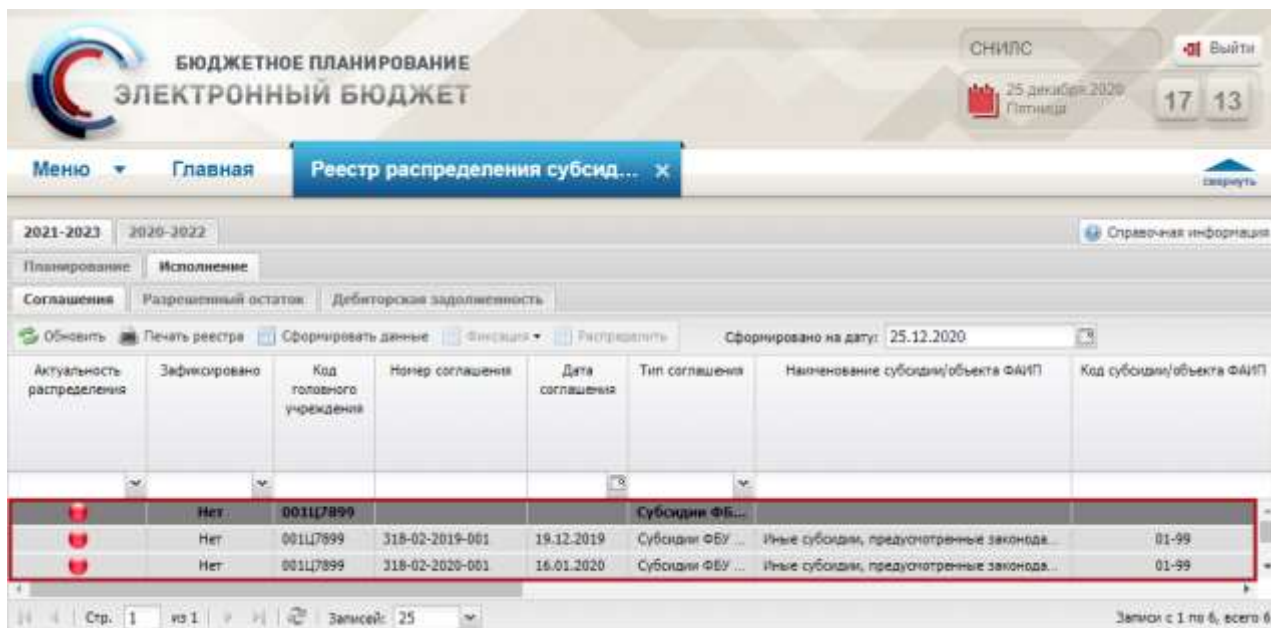 БЮДЖЕТНОЕ ПЛАНИРОВАНИЕ
ЭЛЕКТРОННЫЙ БЮДЖЕТ
СНИЛС
Выйти
25 декабря 2020
Пятница
17 13
Меню Главная Реестр распределения субсид... ×
свернуть
2021-2023 2020-2022 Справочная информация
Планирование Исполнение
Соглашения Разрешенный остаток Дебиторская задолженность
Обновить Печать реестра Сформировать данные Фиксация Распределить Сформировано на дату: 25.12.2020
Актуальность распределения Зафиксировано Код головного учреждения Номер соглашения Дата соглашения Тип соглашения Наименование субсидии/объекта ФАИП Код субсидии/объекта ФАИП
Нет 001Ц7899 Субсидии ФБ...
Нет 001Ц7899 318-02-2019-001 19.12.2019 Субсидии ФБУ ... Иные субсидии, предусмотренные законода... 01-99
Нет 001Ц7899 318-02-2020-001 16.01.2020 Субсидии ФБУ ... Иные субсидии, предусмотренные законода... 01-99
Стр. 1 из 1 Записей: 25 Записи с 1 по 6, всего 6